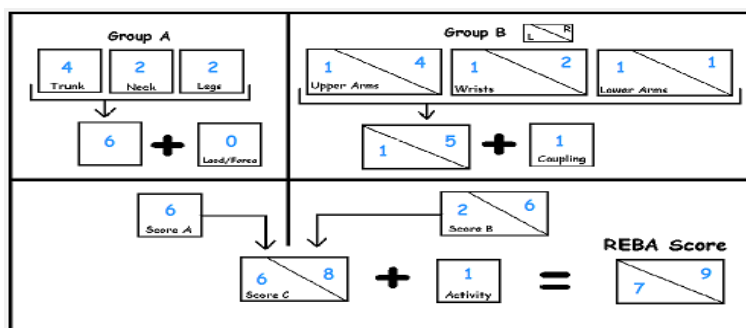 Group A
4 2 2
Trunk Neck Legs
6 + 0
Load/Force
Group B L R
1 4 1 2 1 1
Upper Arms Wrists Lower Arms
1 5 + 1
Coupling
6
Score A
2 6
Score B
REBA Score
6 8 + 1 = 7 9
Score C Activity